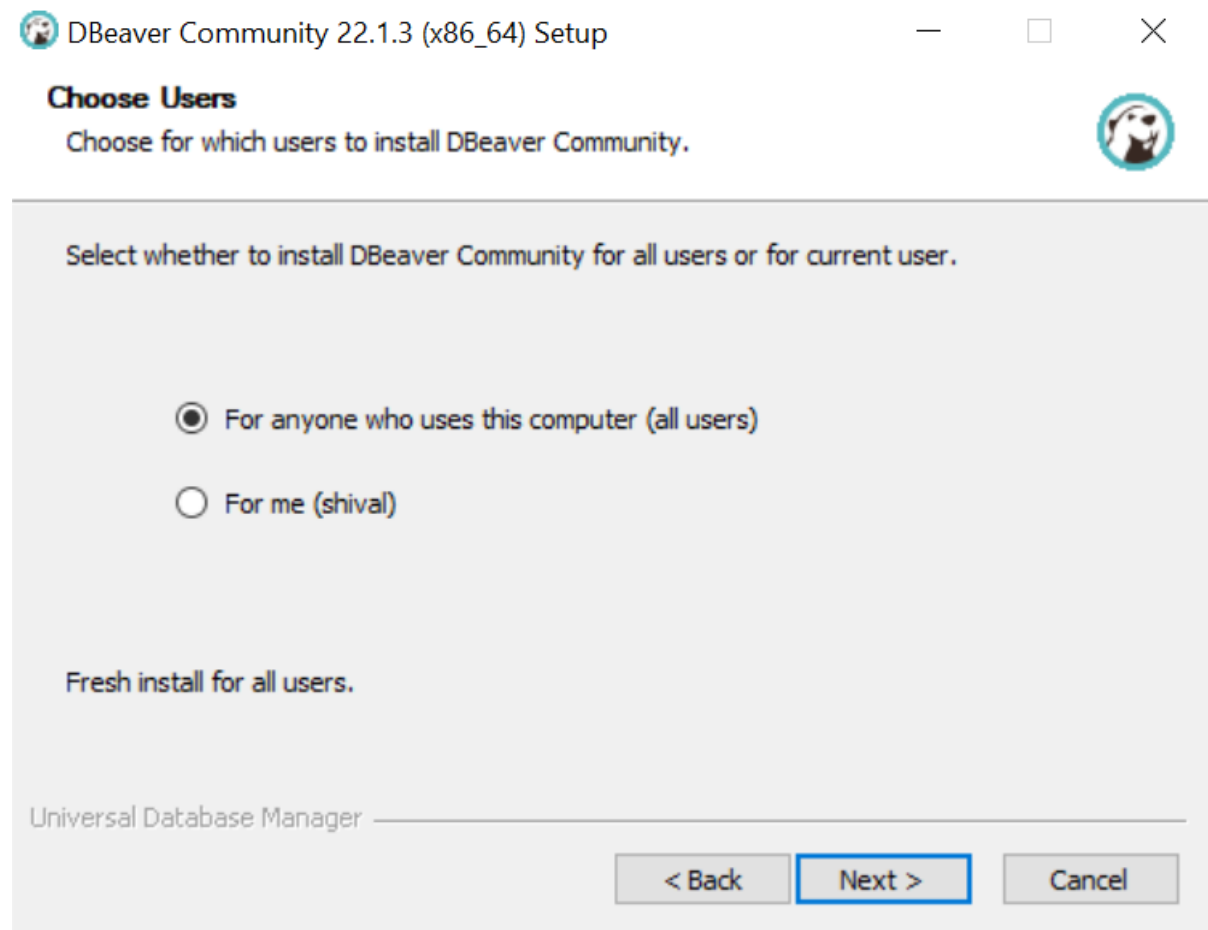 DBeaver Community 22.1.3 (x86_64) Setup
Choose Users
Choose for which users to install DBeaver Community.
Select whether to install DBeaver Community for all users or for current user.
For anyone who uses this computer (all users)
For me (shival)
Fresh install for all users.
Universal Database Manager
< Back
Next >
Cancel